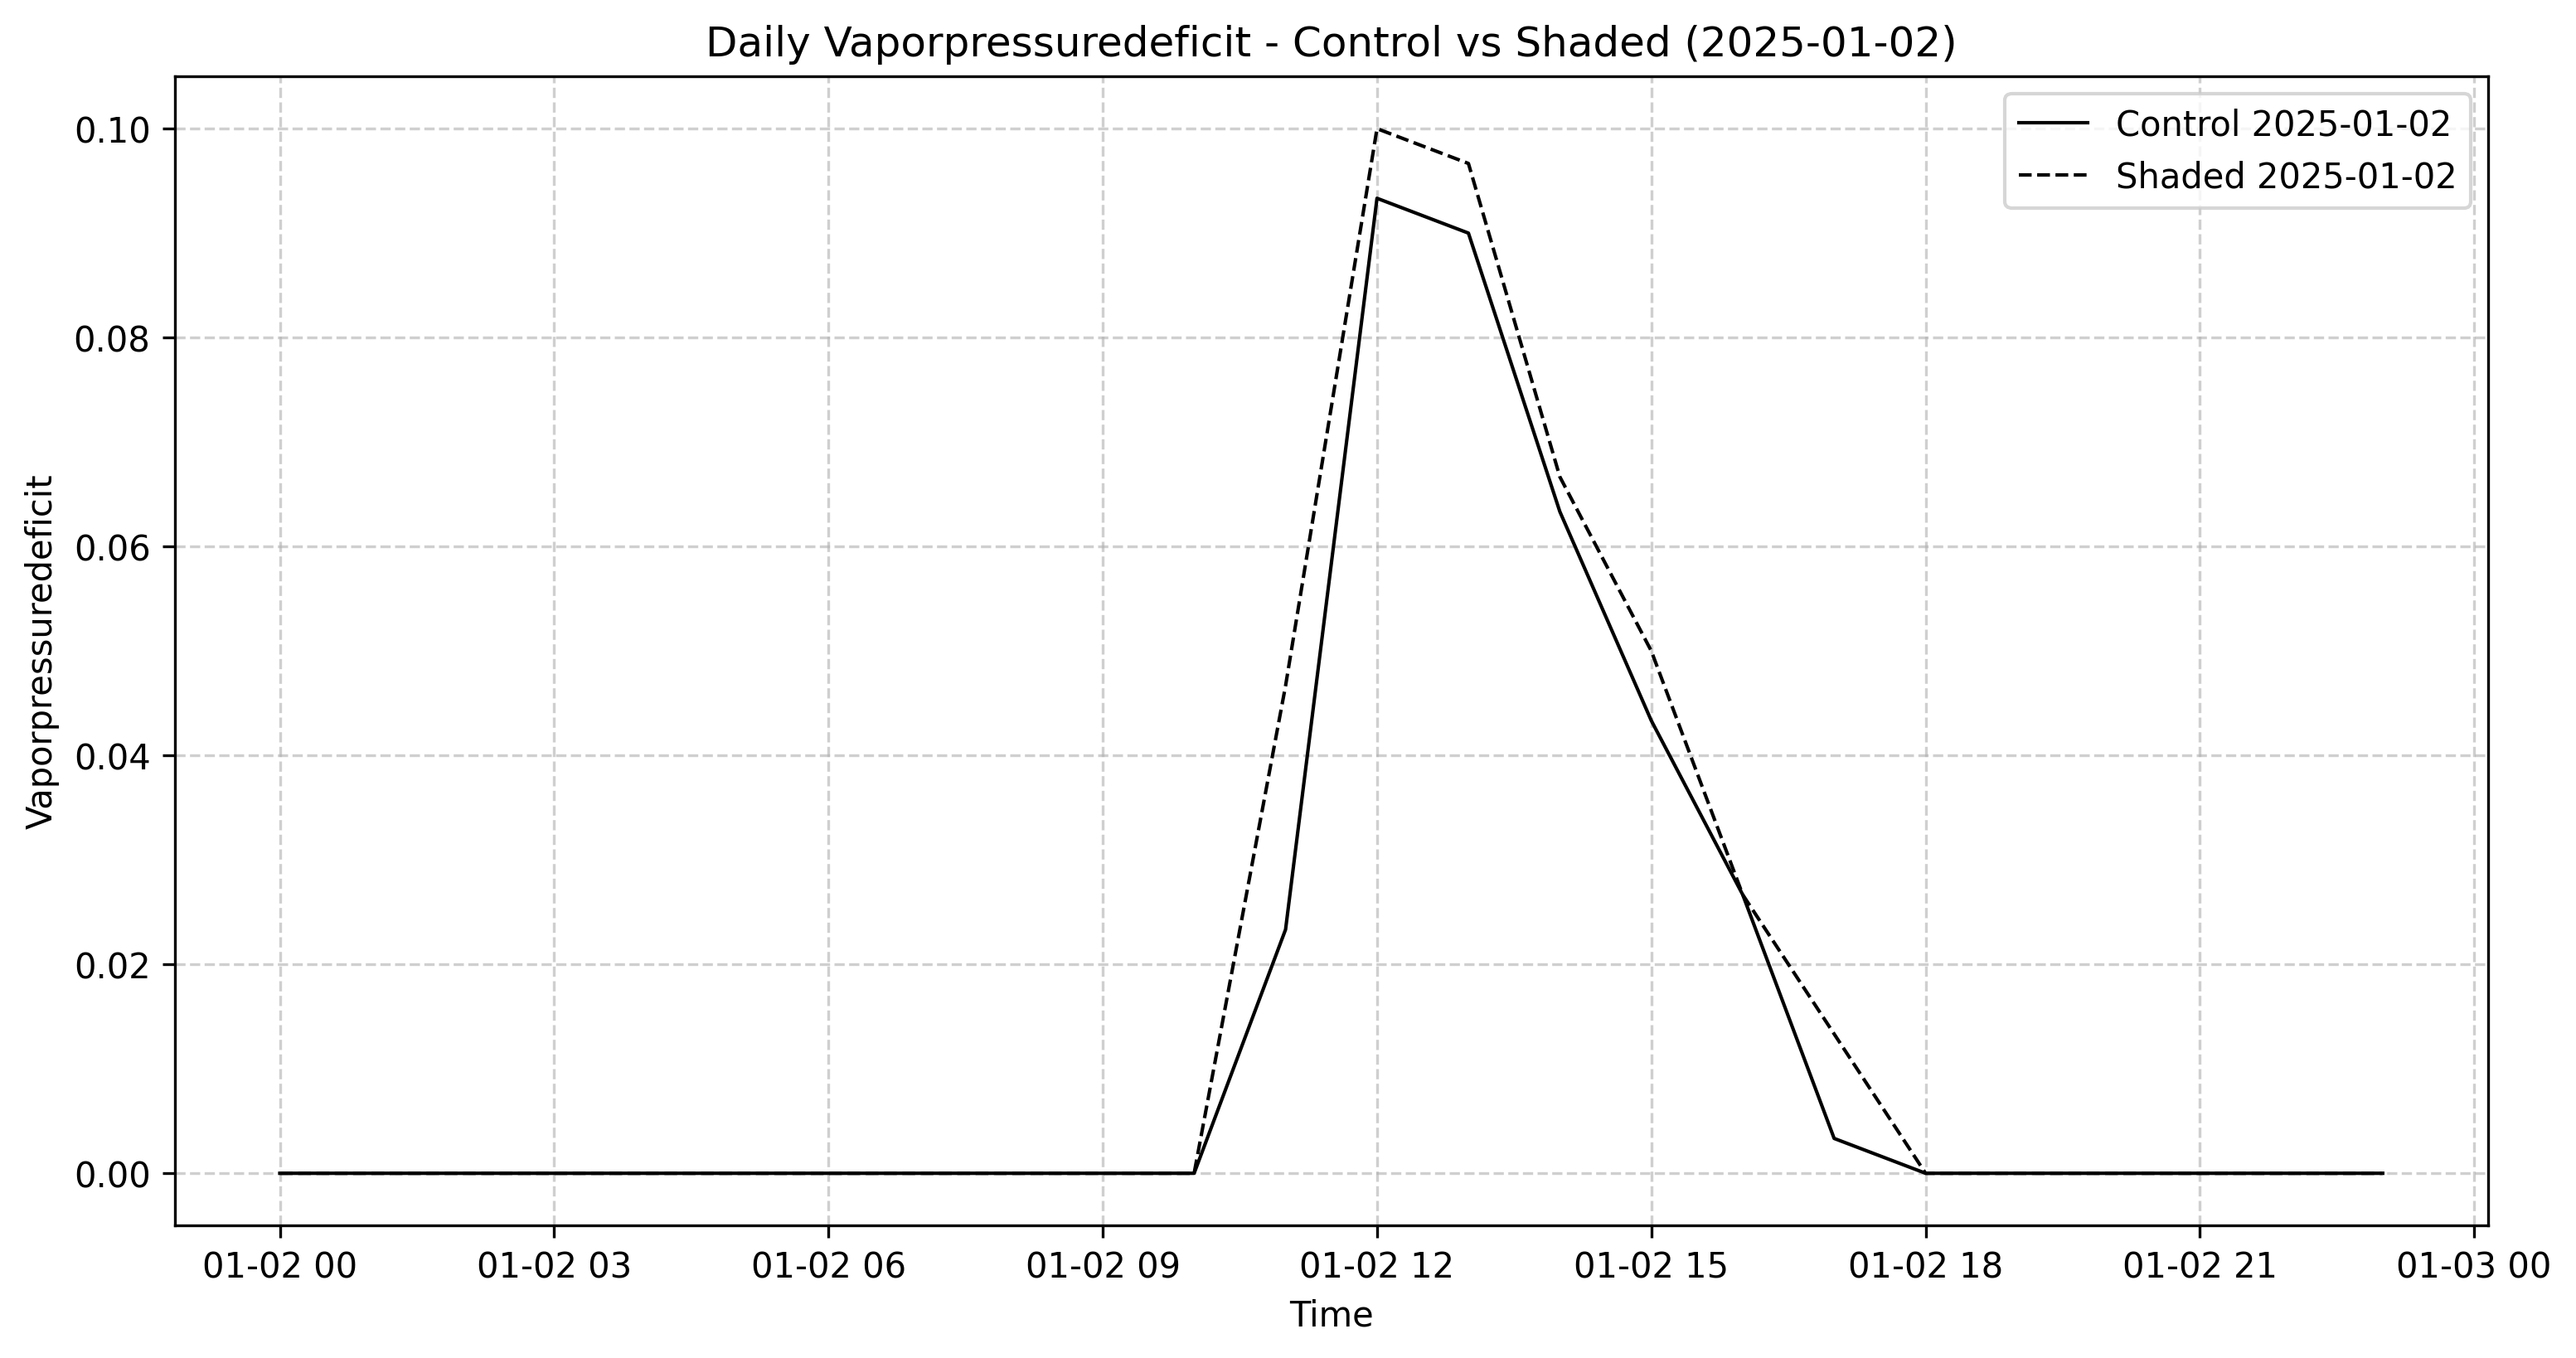 Daily Vaporpressuredeficit - Control vs Shaded (2025-01-02)
Control 2025-01-02
Shaded 2025-01-02
Vaporpressuredeficit
0.10
0.08
0.06
0.04
0.02
0.00
01-02 00 01-02 03 01-02 06 01-02 09 01-02 12 01-02 15 01-02 18 01-02 21 01-03 00
Time